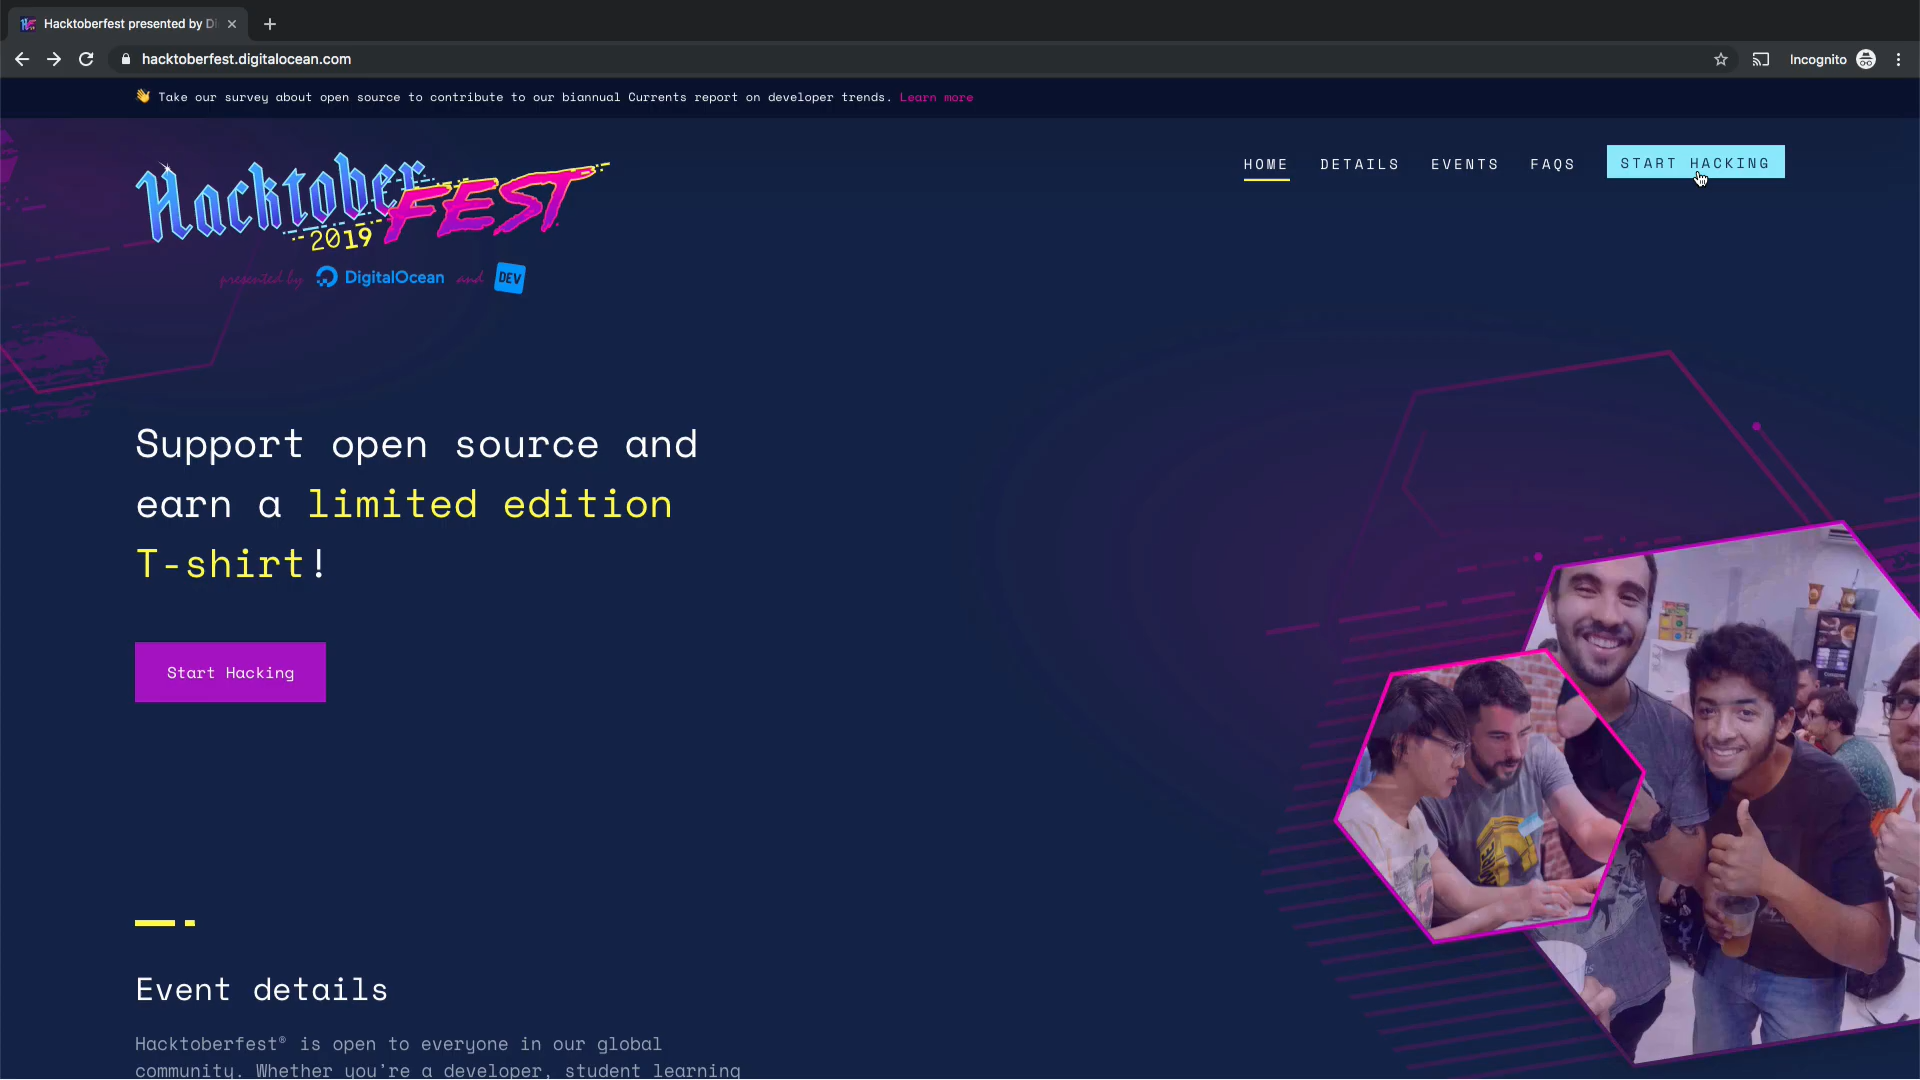 Hacktoberfest presented by Di
hacktoberfest.digitalocean.com
Incognito
👋 Take our survey about open source to contribute to our biannual Currents report on developer trends. Learn more
Hacktober FEST
2019
presented by DigitalOcean and DEV
HOME DETAILS EVENTS FAQS START HACKING
Support open source and
earn a limited edition
T-shirt!
Start Hacking
Event details
Hacktoberfest® is open to everyone in our global
community. Whether you're a developer, student learning